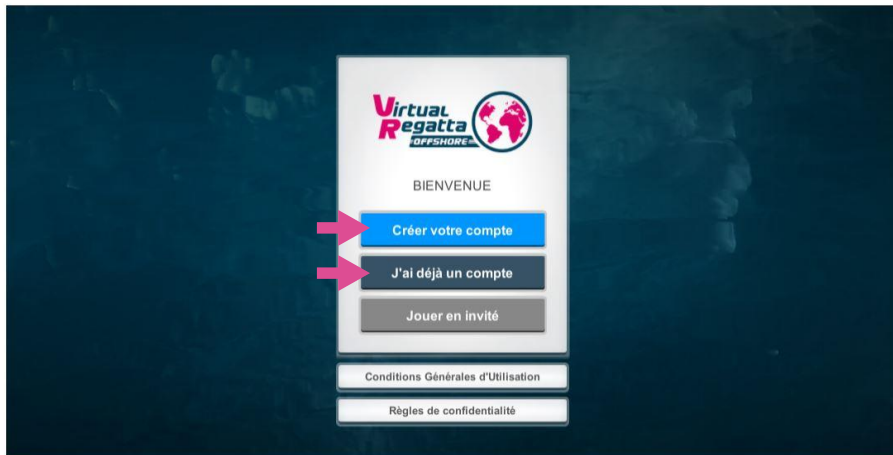 Virtual
Regatta
OFFSHORE
BIENVENUE
Créer votre compte
J'ai déjà un compte
Jouer en invité
Conditions Générales d'Utilisation
Règles de confidentialité